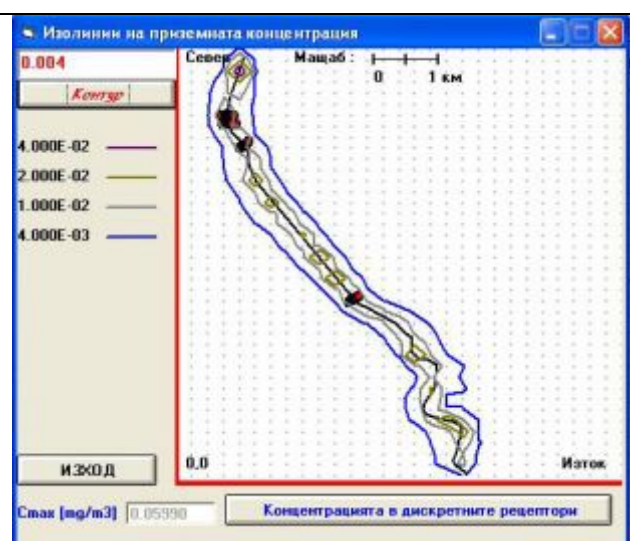 Изолинии на приземната концентрация
0.004
Север Мащаб :
0 1 км
Контур
4.000E-02
2.000E-02
1.000E-02
4.000E-03
ИЗХОД
0,0 Изток
Cmax [mg/m3] 0.05990 Концентрацията в дискретните рецептори